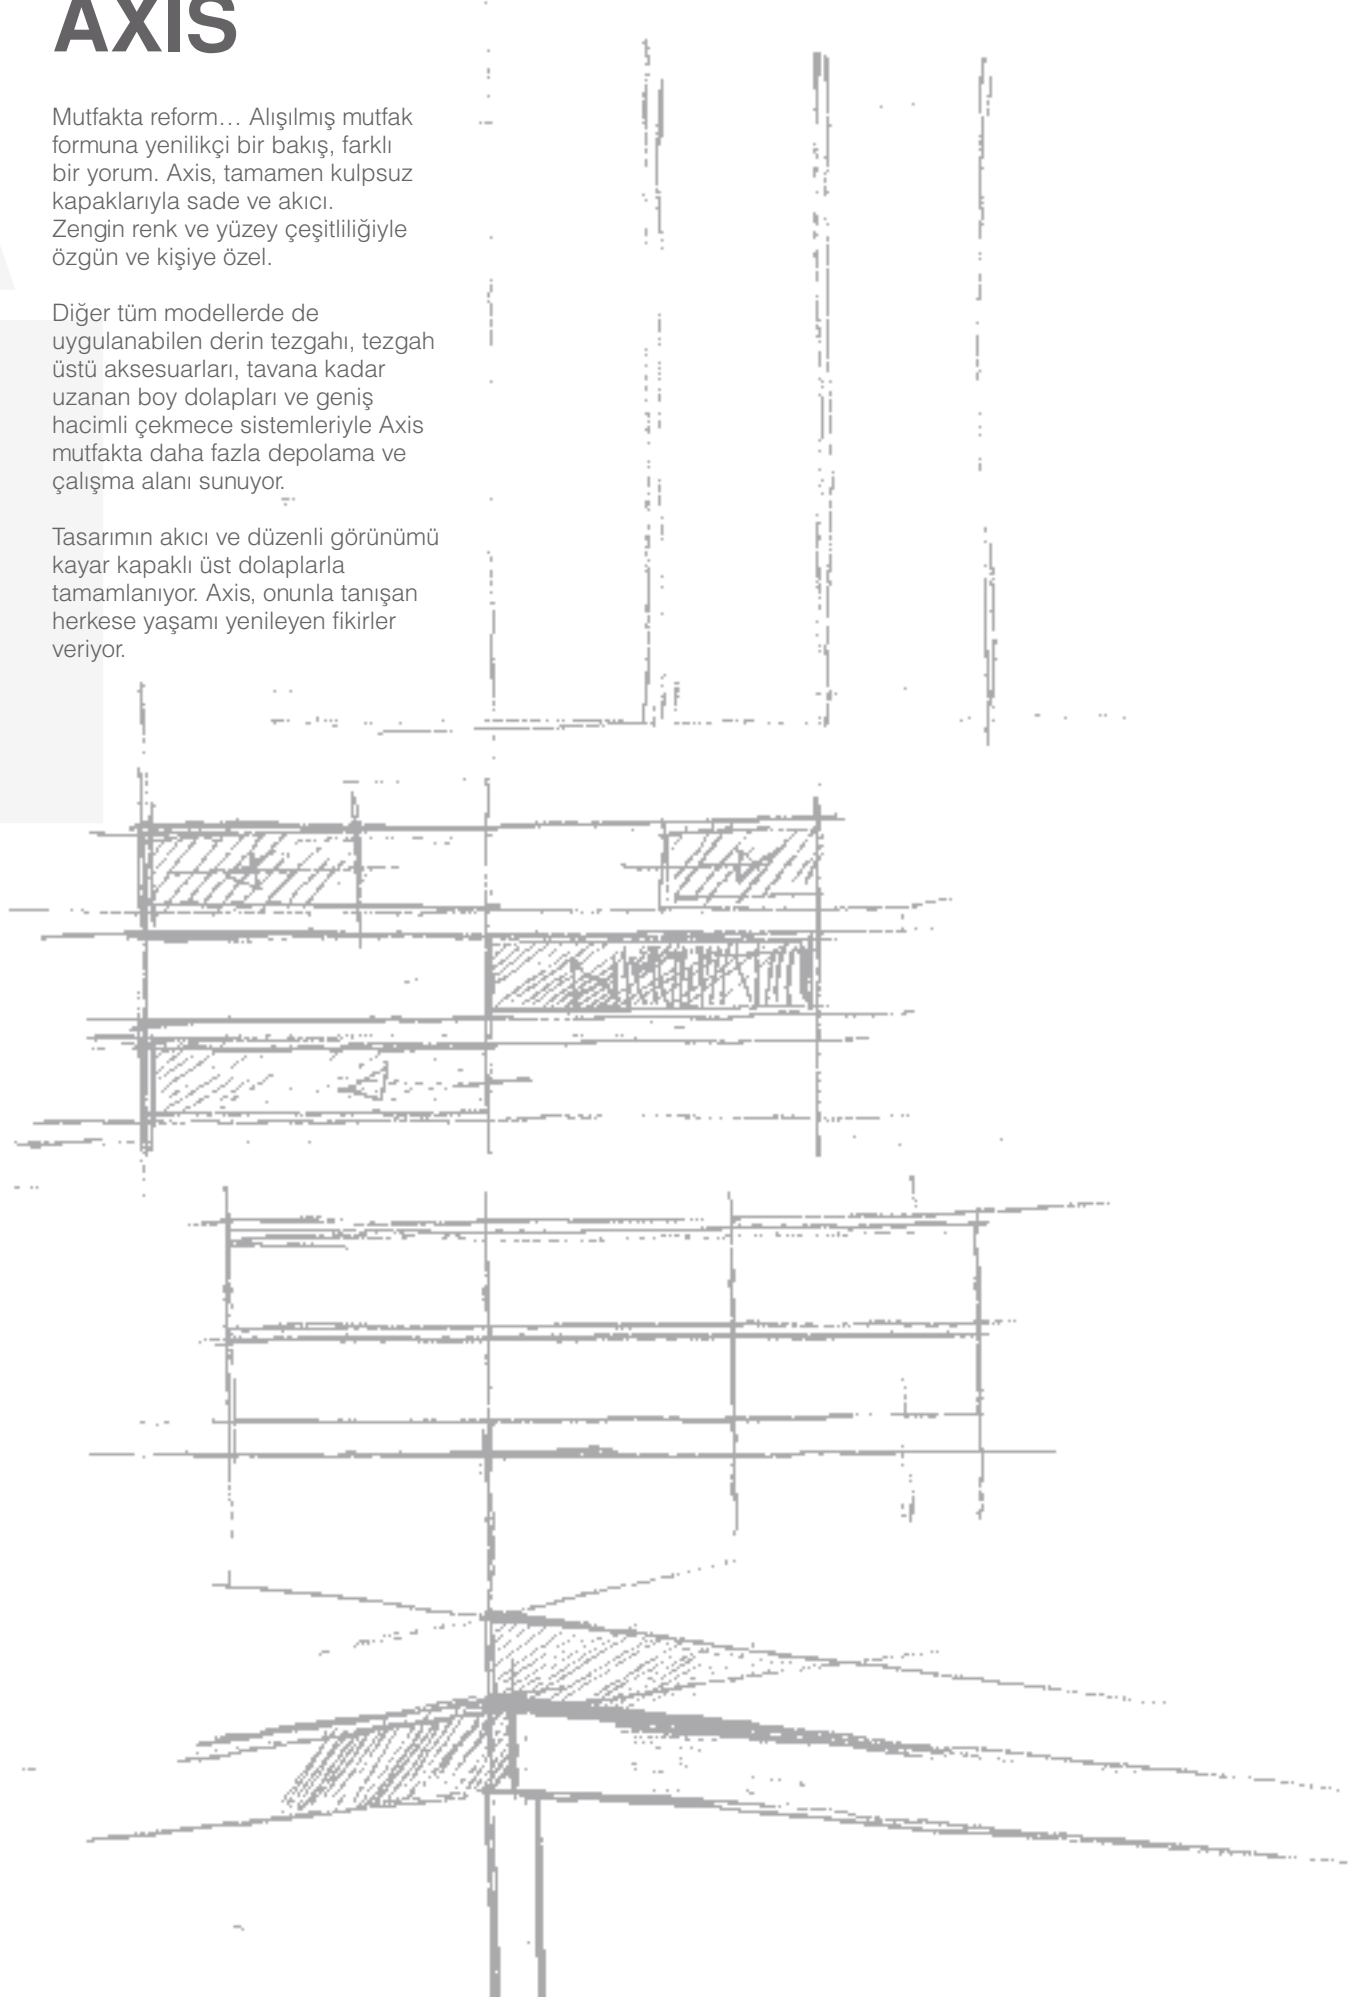 AXIS
Mutfakta reform… Alışılmış mutfak
formuna yenilikçi bir bakış, farklı
bir yorum. Axis, tamamen kulpsuz
kapaklarıyla sade ve akıcı.
Zengin renk ve yüzey çeşitliliğiyle
özgün ve kişiye özel.
Diğer tüm modellerde de
uygulanabilen derin tezgahı, tezgah
üstü aksesuarları, tavana kadar
uzanan boy dolapları ve geniş
hacimli çekmece sistemleriyle Axis
mutfakta daha fazla depolama ve
çalışma alanı sunuyor.
Tasarımın akıcı ve düzenli görünümü
kayar kapaklı üst dolaplarla
tamamlanıyor. Axis, onunla tanışan
herkese yaşamı yenileyen fikirler
veriyor.